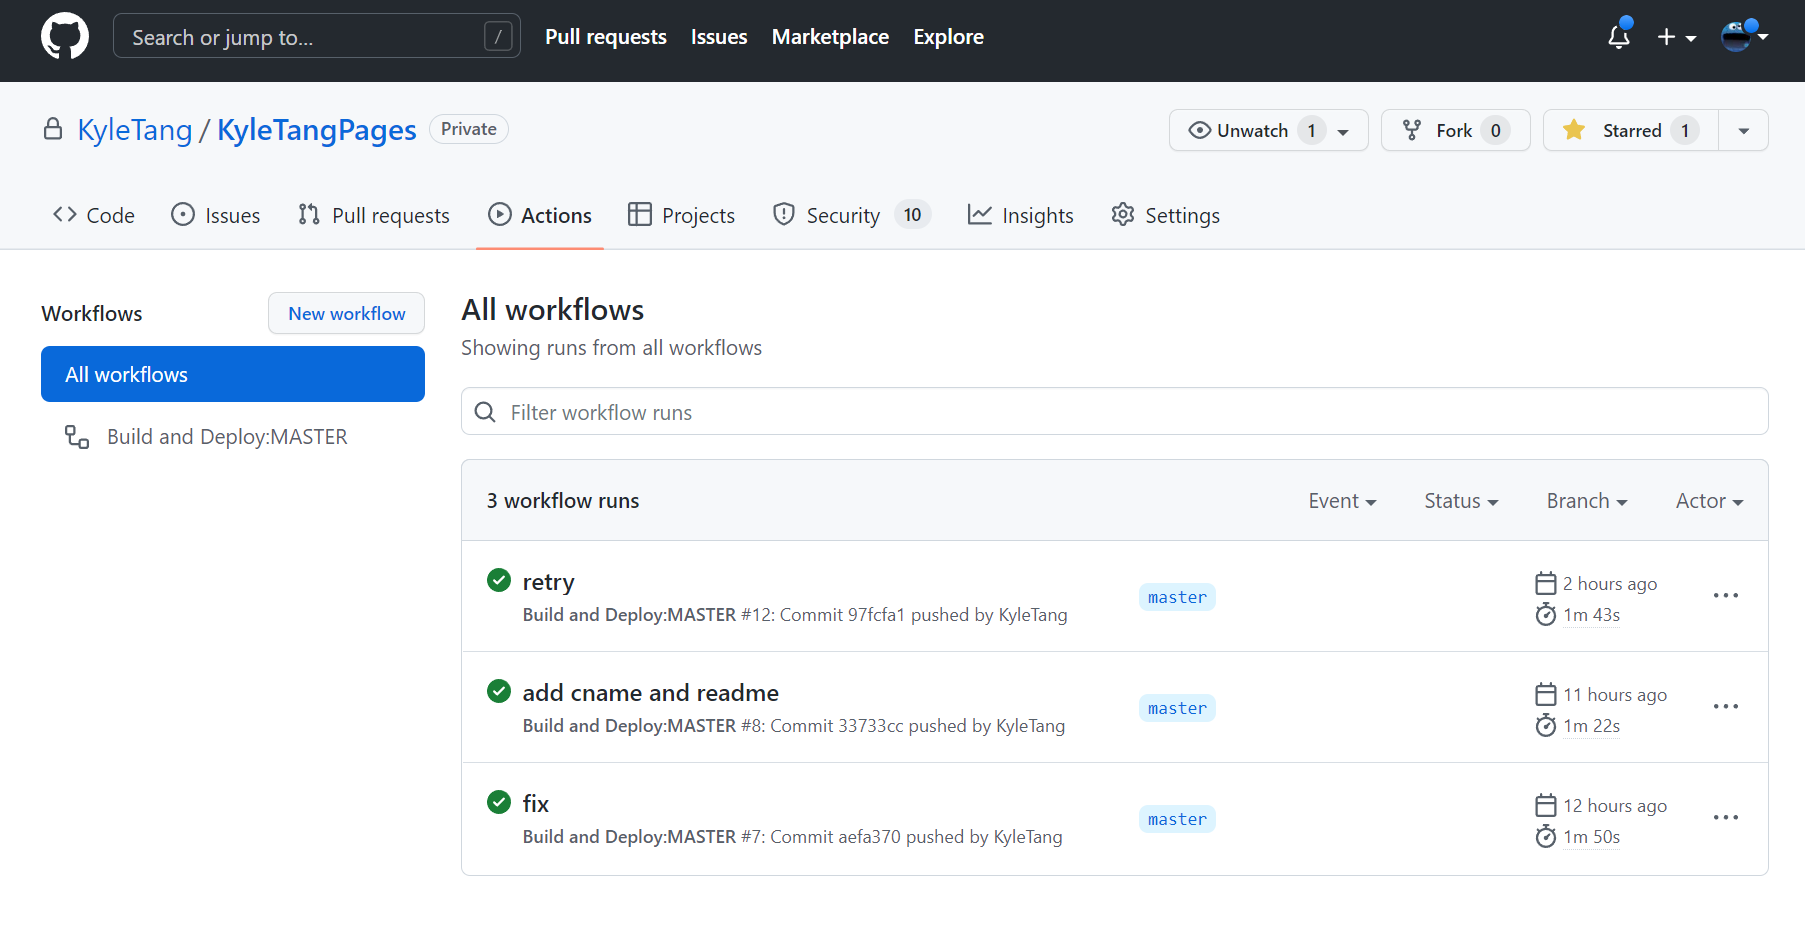 Search or jump to... / Pull requests Issues Marketplace Explore
KyleTang / KyleTangPages Private Unwatch 1 Fork 0 Starred 1
Code Issues Pull requests Actions Projects Security 10 Insights Settings
Workflows New workflow
All workflows
Build and Deploy:MASTER
All workflows
Showing runs from all workflows
Filter workflow runs
3 workflow runs Event Status Branch Actor
retry
Build and Deploy:MASTER #12: Commit 97fcfa1 pushed by KyleTang
master
2 hours ago
1m 43s
add cname and readme
Build and Deploy:MASTER #8: Commit 33733cc pushed by KyleTang
master
11 hours ago
1m 22s
fix
Build and Deploy:MASTER #7: Commit aefa370 pushed by KyleTang
master
12 hours ago
1m 50s